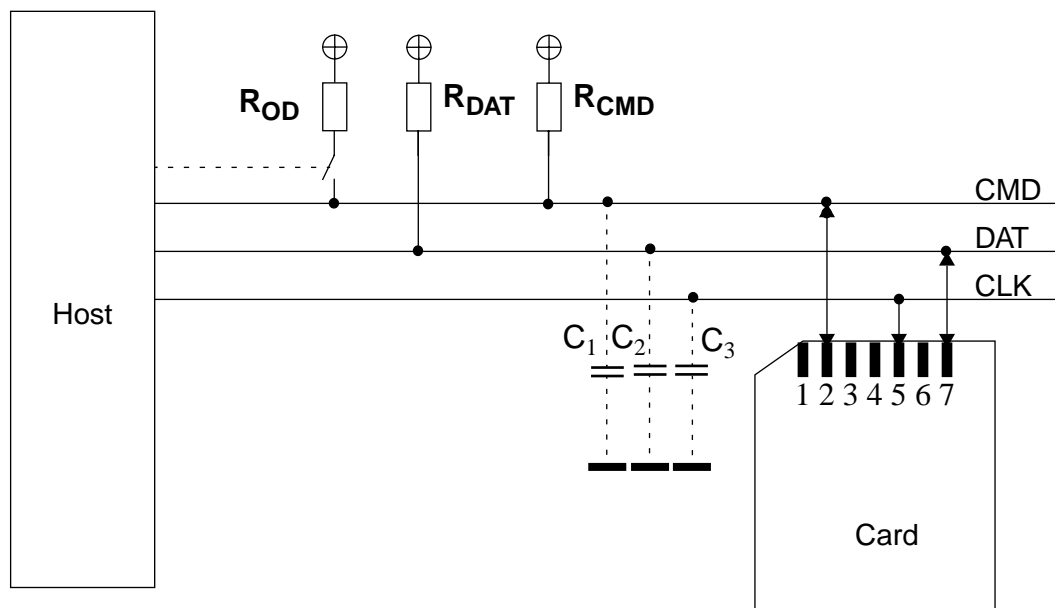 R_OD R_DAT R_CMD
CMD
DAT
CLK
Host
C_1 C_2 C_3
1 2 3 4 5 6 7
Card